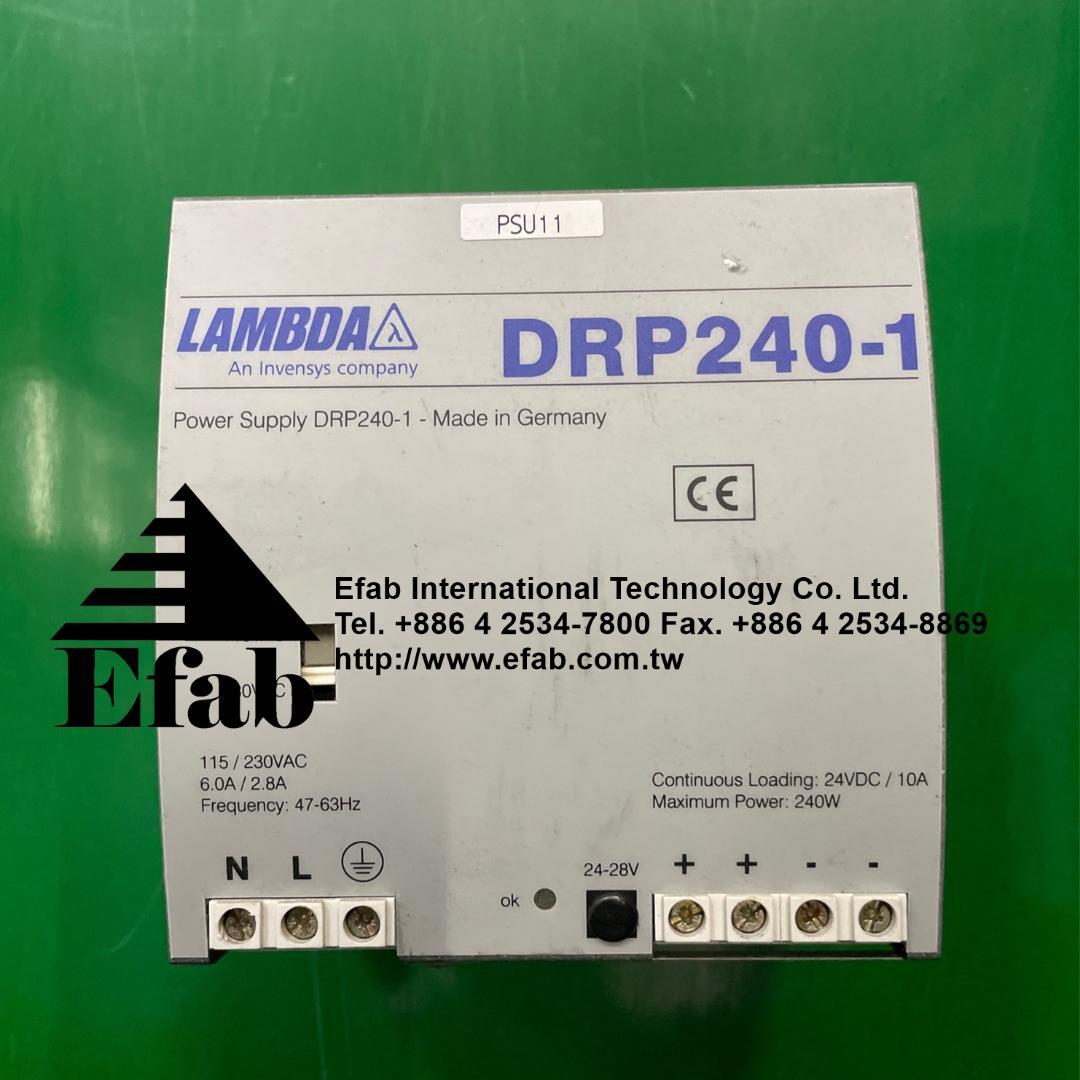 PSU11
LAMBDA λ
An Invensys company
DRP240-1
Power Supply DRP240-1 - Made in Germany
CE
Efab International Technology Co. Ltd.
Tel. +886 4 2534-7800 Fax. +886 4 2534-8869
http://www.efab.com.tw
Efab
115 / 230VAC
6.0A / 2.8A
Frequency: 47-63Hz
Continuous Loading: 24VDC / 10A
Maximum Power: 240W
N L
ok
24-28V
+ + - -